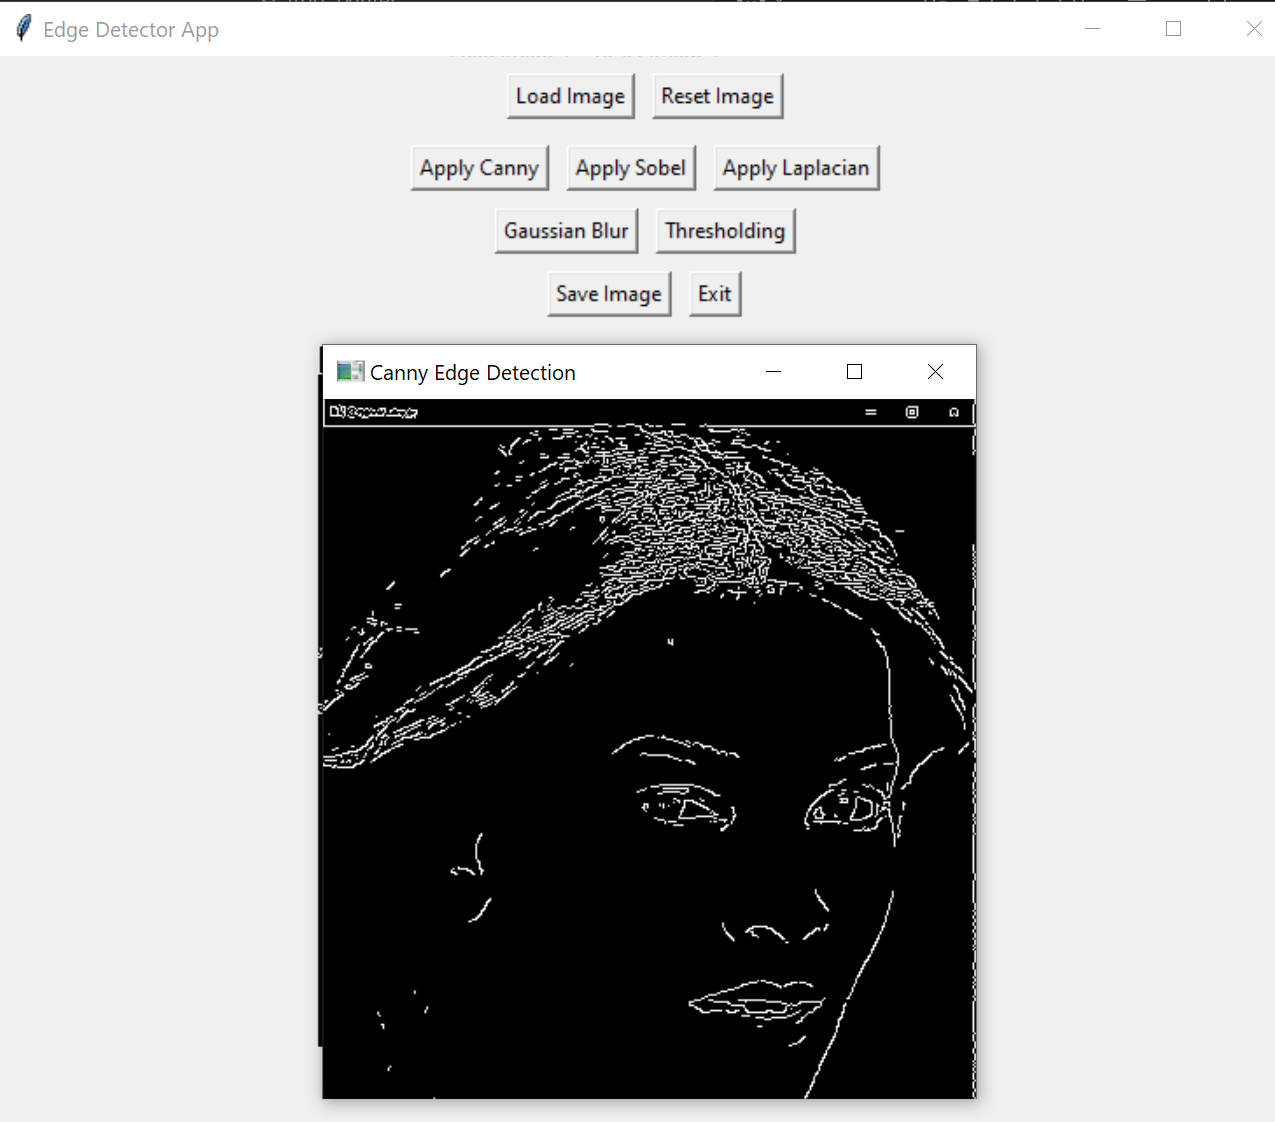 Edge Detector App
Load Image Reset Image
Apply Canny Apply Sobel Apply Laplacian
Gaussian Blur Thresholding
Save Image Exit
Canny Edge Detection